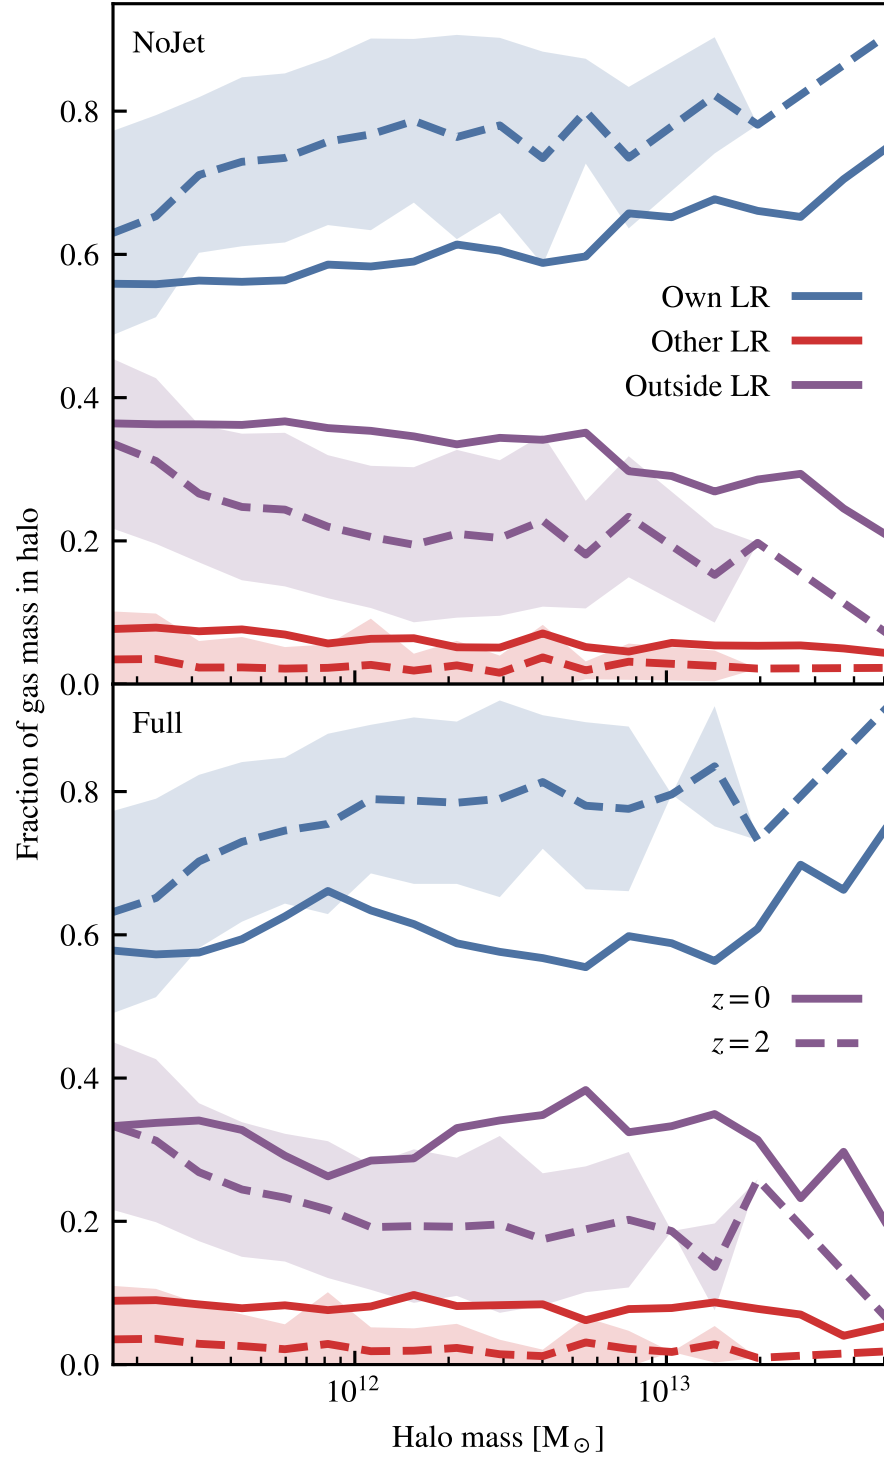 NoJet
0.8
0.6
Own LR
Other LR
0.4
Outside LR
0.2
0.0
Fraction of gas mass in halo
Full
0.8
0.6
z=0
z=2
0.4
0.2
0.0
10¹² 10¹³
Halo mass [M⊙]